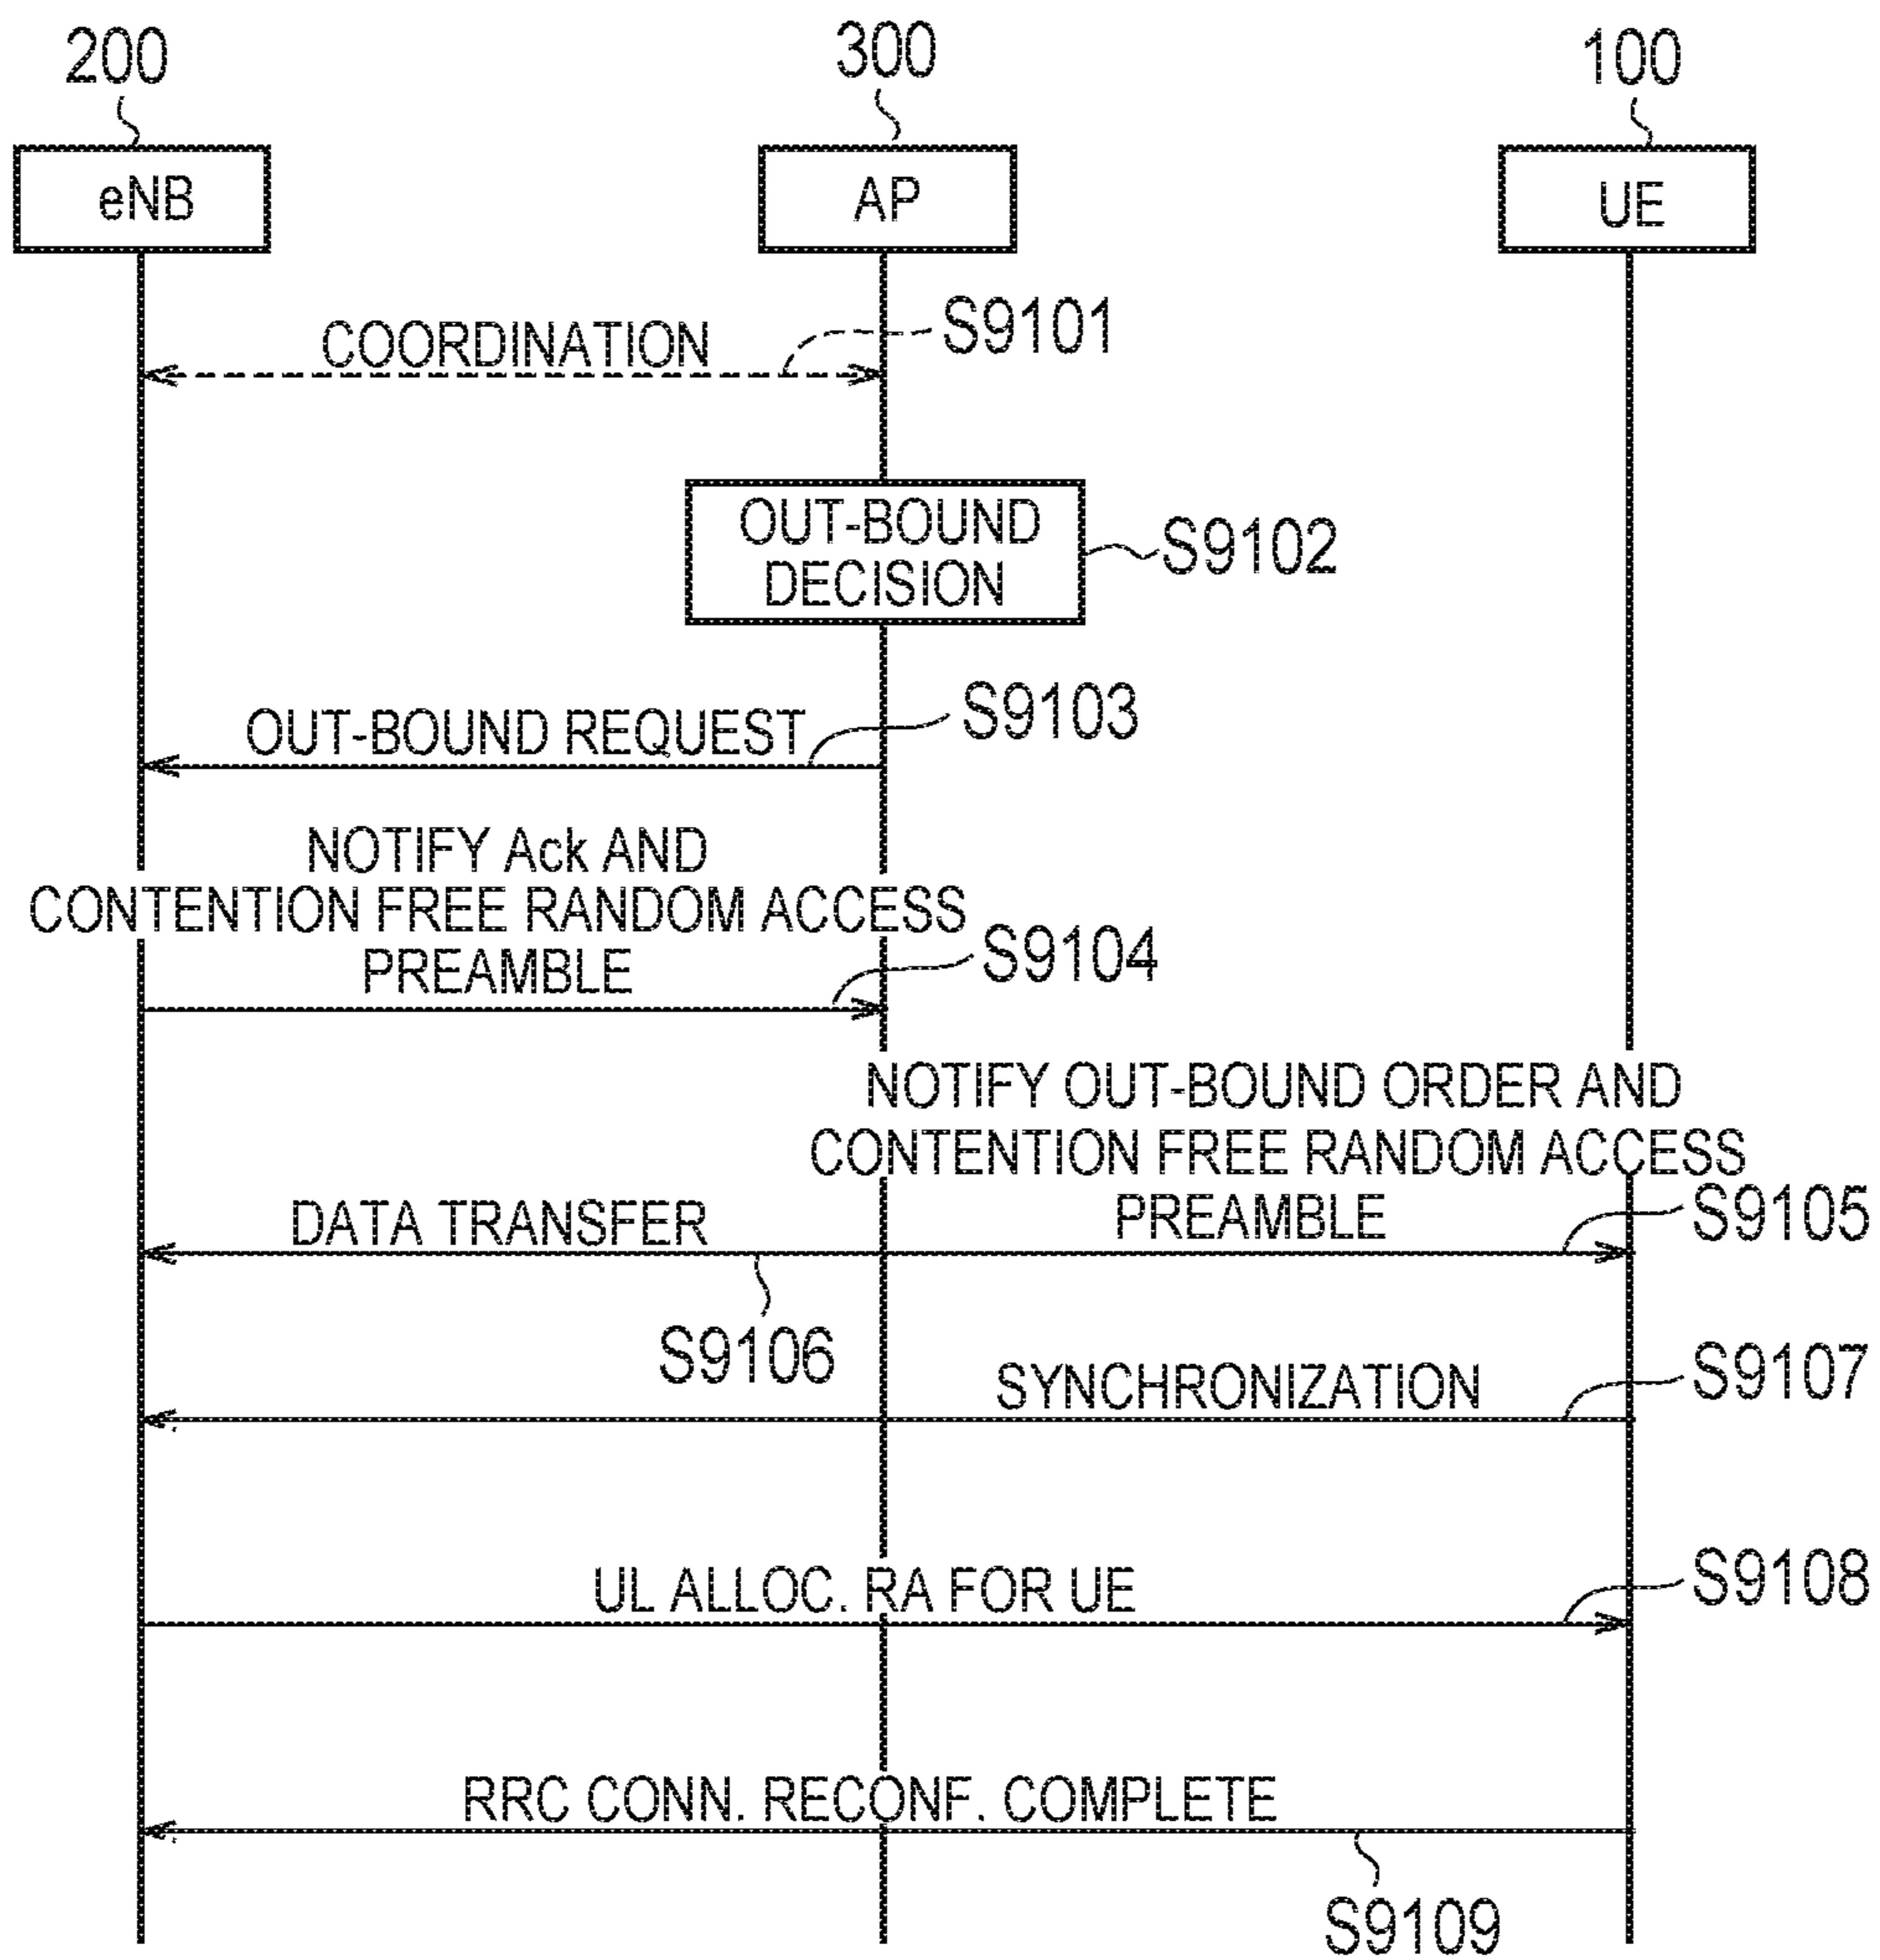 200
300
100
eNB
AP
UE
COORDINATION
S9101
OUT-BOUND
DECISION
S9102
OUT-BOUND REQUEST
S9103
NOTIFY Ack AND
CONTENTION FREE RANDOM ACCESS
PREAMBLE
S9104
NOTIFY OUT-BOUND ORDER AND
CONTENTION FREE RANDOM ACCESS
PREAMBLE
S9105
DATA TRANSFER
S9106
SYNCHRONIZATION
S9107
UL ALLOC. RA FOR UE
S9108
RRC CONN. RECONF. COMPLETE
S9109